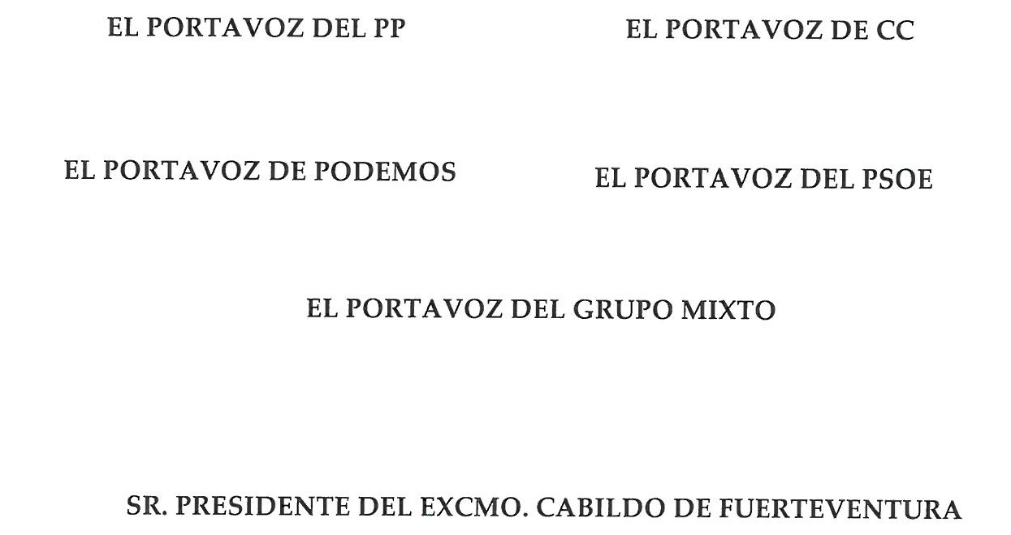 EL PORTAVOZ DEL PP
EL PORTAVOZ DE CC
EL PORTAVOZ DE PODEMOS
EL PORTAVOZ DEL PSOE
EL PORTAVOZ DEL GRUPO MIXTO
SR. PRESIDENTE DEL EXCMO. CABILDO DE FUERTEVENTURA